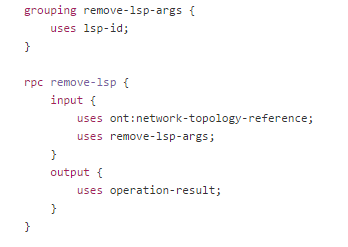 grouping remove-lsp-args {
    uses lsp-id;
}

rpc remove-lsp {
    input {
        uses ont:network-topology-reference;
        uses remove-lsp-args;
    }
    output {
        uses operation-result;
    }
}